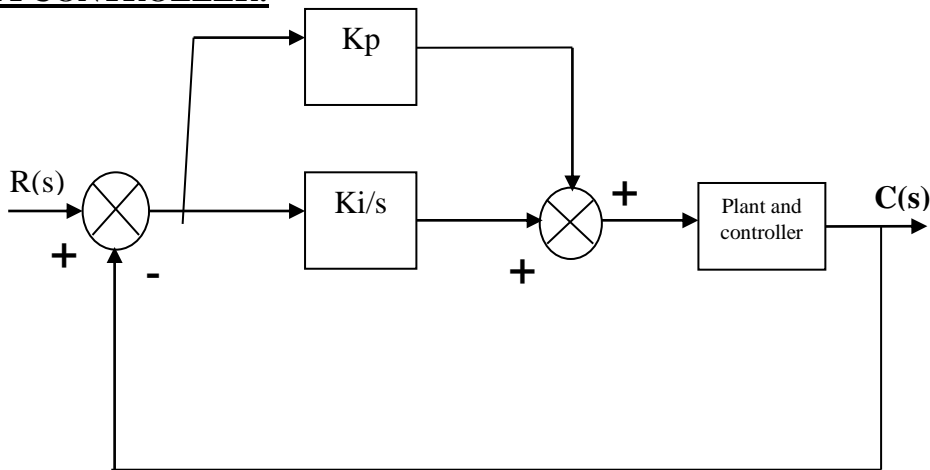 CONTROLLER.
Kp
R(s)
Ki/s
+
Plant and
controller
C(s)
+
-
+